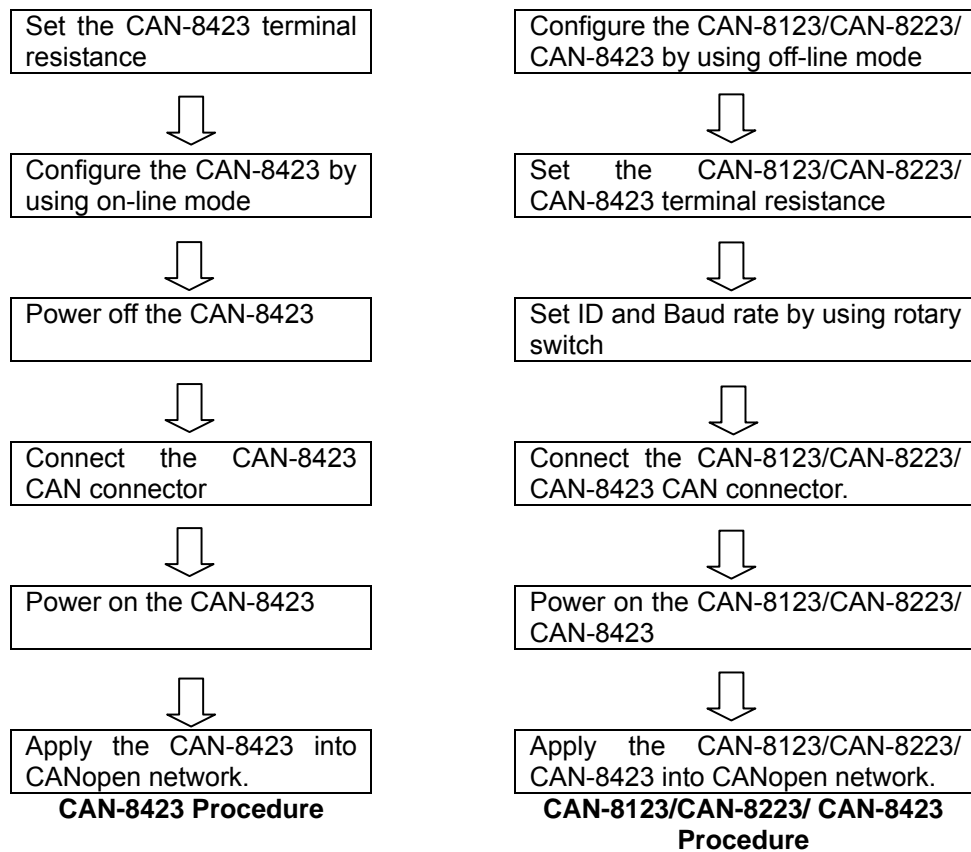 Set the CAN-8423 terminal
resistance
Configure the CAN-8423 by
using on-line mode
Power off the CAN-8423
Connect the CAN-8423
CAN connector
Power on the CAN-8423
Apply the CAN-8423 into
CANopen network.
CAN-8423 Procedure
Configure the CAN-8123/CAN-8223/
CAN-8423 by using off-line mode
Set the CAN-8123/CAN-8223/
CAN-8423 terminal resistance
Set ID and Baud rate by using rotary
switch
Connect the CAN-8123/CAN-8223/
CAN-8423 CAN connector.
Power on the CAN-8123/CAN-8223/
CAN-8423
Apply the CAN-8123/CAN-8223/
CAN-8423 into CANopen network.
CAN-8123/CAN-8223/ CAN-8423
Procedure